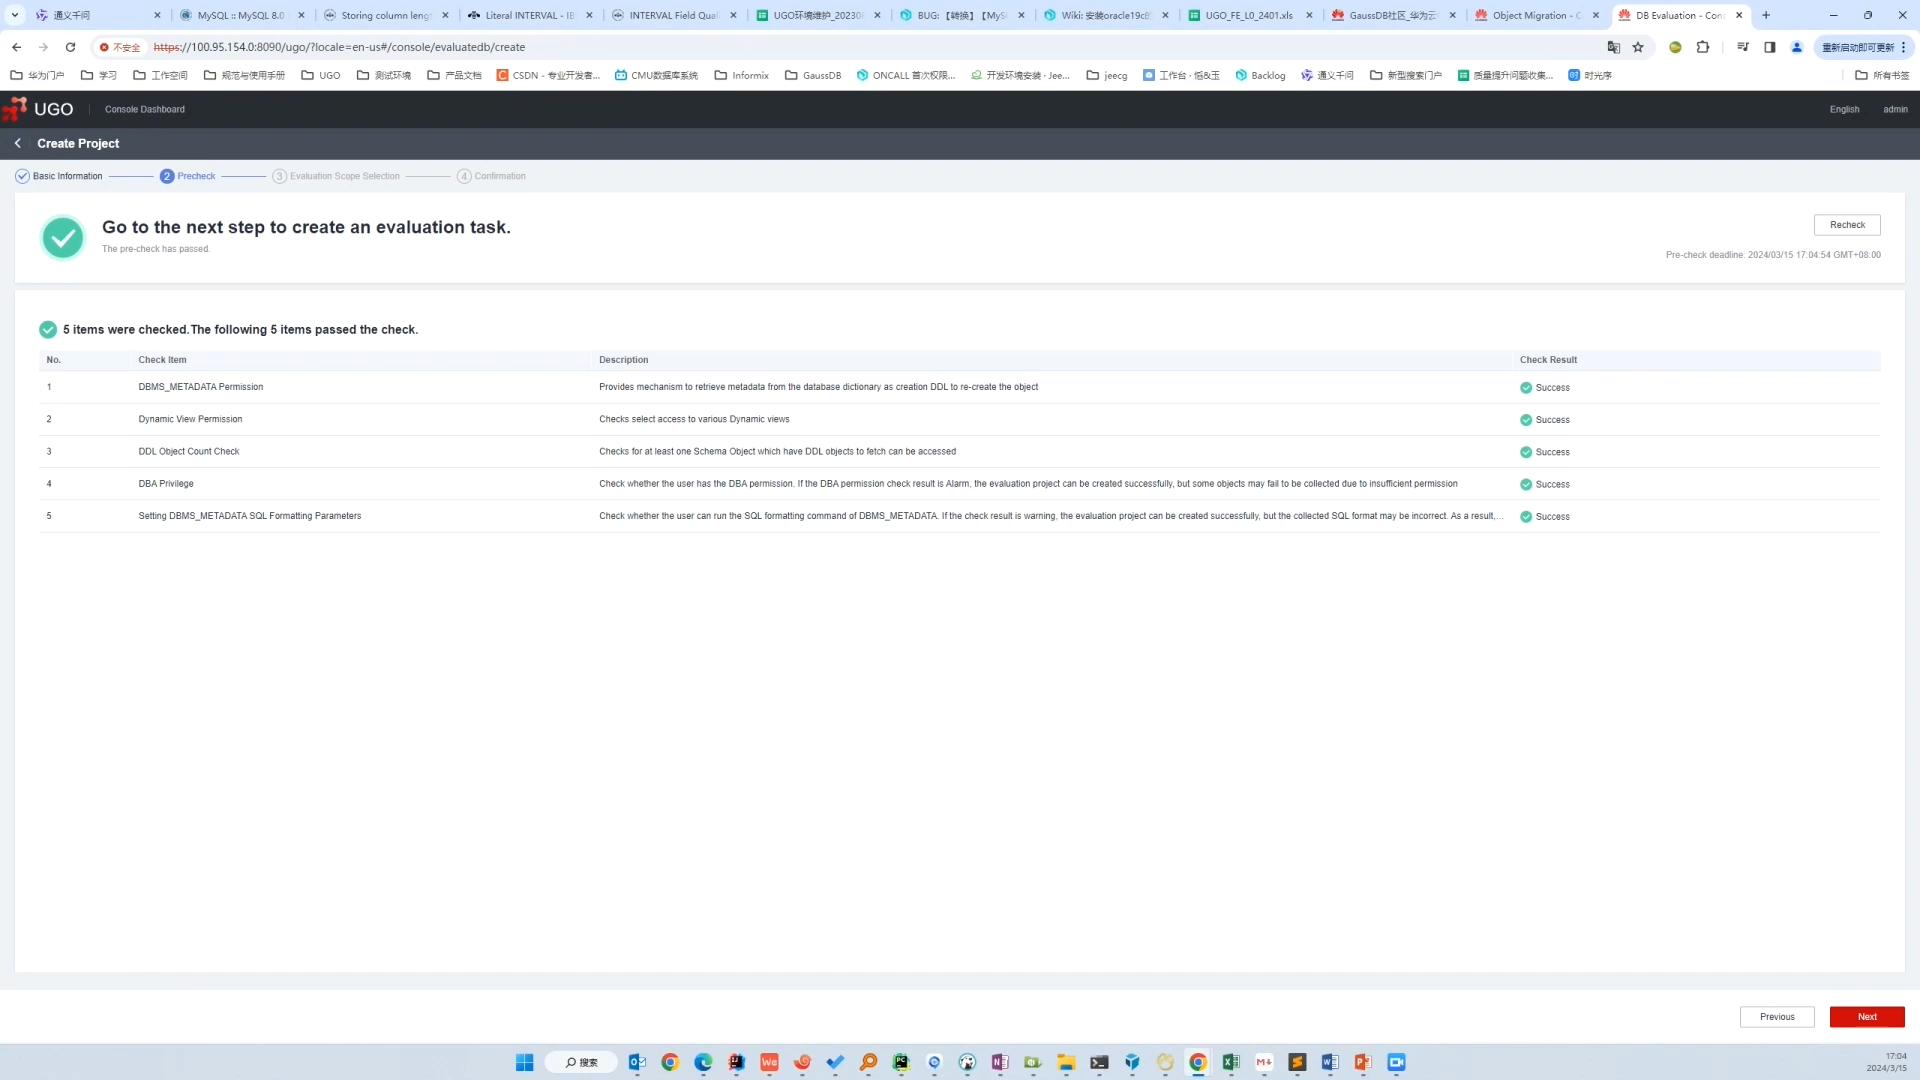 通义千问
MySQL :: MySQL 8.0
Storing column leng
Literal INTERVAL - IB
INTERVAL Field Qual
UGO环境维护_20230
BUG: 【转换】【MyS
Wiki: 安装oracle19c的
UGO_FE_L0_2401.xls
GaussDB社区_华为云
Object Migration - C
DB Evaluation - Con
不安全
https://100.95.154.0:8090/ugo/?locale=en-us#/console/evaluatedb/create
重新启动即可更新
华为门户
学习
工作空间
规范与使用手册
UGO
测试环境
产品文档
CSDN - 专业开发者...
CMU数据库系统
Informix
GaussDB
ONCALL 首次权限...
开发环境安装 · Jee...
jeecg
工作台 · 恒&玉
Backlog
通义千问
新型搜索门户
质量提升问题收集...
时光序
所有书签
UGO
Console Dashboard
English
admin
Create Project
Basic Information
2 Precheck
3 Evaluation Scope Selection
4 Confirmation
Go to the next step to create an evaluation task.
The pre-check has passed.
Recheck
Pre-check deadline: 2024/03/15 17:04:54 GMT+08:00
5 items were checked.The following 5 items passed the check.
No. Check Item Description Check Result
1 DBMS_METADATA Permission Provides mechanism to retrieve metadata from the database dictionary as creation DDL to re-create the object Success
2 Dynamic View Permission Checks select access to various Dynamic views Success
3 DDL Object Count Check Checks for at least one Schema Object which have DDL objects to fetch can be accessed Success
4 DBA Privilege Check whether the user has the DBA permission. If the DBA permission check result is Alarm, the evaluation project can be created successfully, but some objects may fail to be collected due to insufficient permission Success
5 Setting DBMS_METADATA SQL Formatting Parameters Check whether the user can run the SQL formatting command of DBMS_METADATA. If the check result is warning, the evaluation project can be created successfully, but the collected SQL format may be incorrect. As a result,... Success
Previous
Next
搜索
17:04
2024/3/15